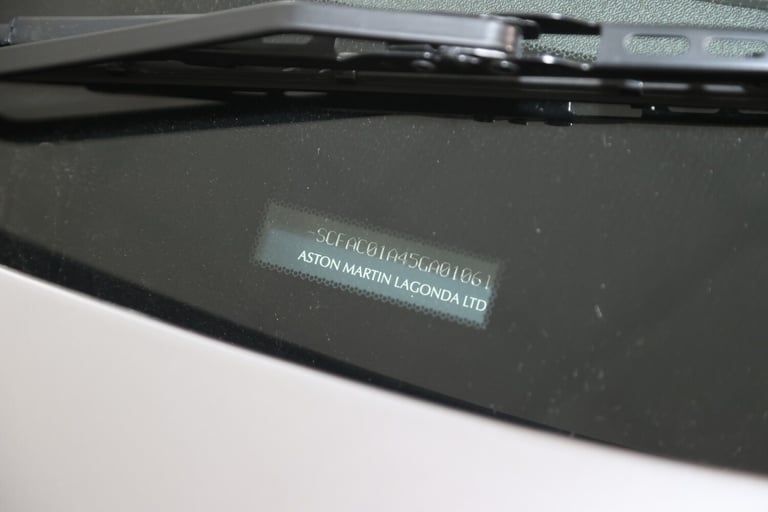 -SCFAC01A45GA01061
ASTON MARTIN LAGONDA LTD